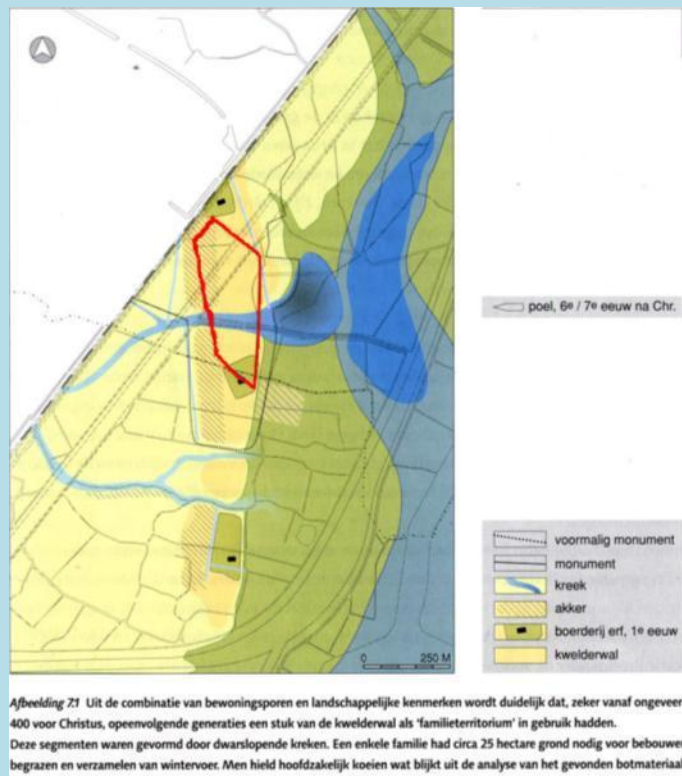 poel, 6e / 7e eeuw na Chr.
voormalig monument
monument
kreek
akker
boerderij erf, 1e eeuw
kwelderwal
0 250 M
Afbeelding 7.1 Uit de combinatie van bewoningsporen en landschappelijke kenmerken wordt duidelijk dat, zeker vanaf ongeveer
400 voor Christus, opeenvolgende generaties een stuk van de kwelderwal als ‘familieterritorium’ in gebruik hadden.
Deze segmenten waren gevormd door dwarslopende kreken. Een enkele familie had circa 25 hectare grond nodig voor bebouwen
begrazen en verzamelen van wintervoer. Men hield hoofdzakelijk koeien wat blijkt uit de analyse van het gevonden botmateriaal